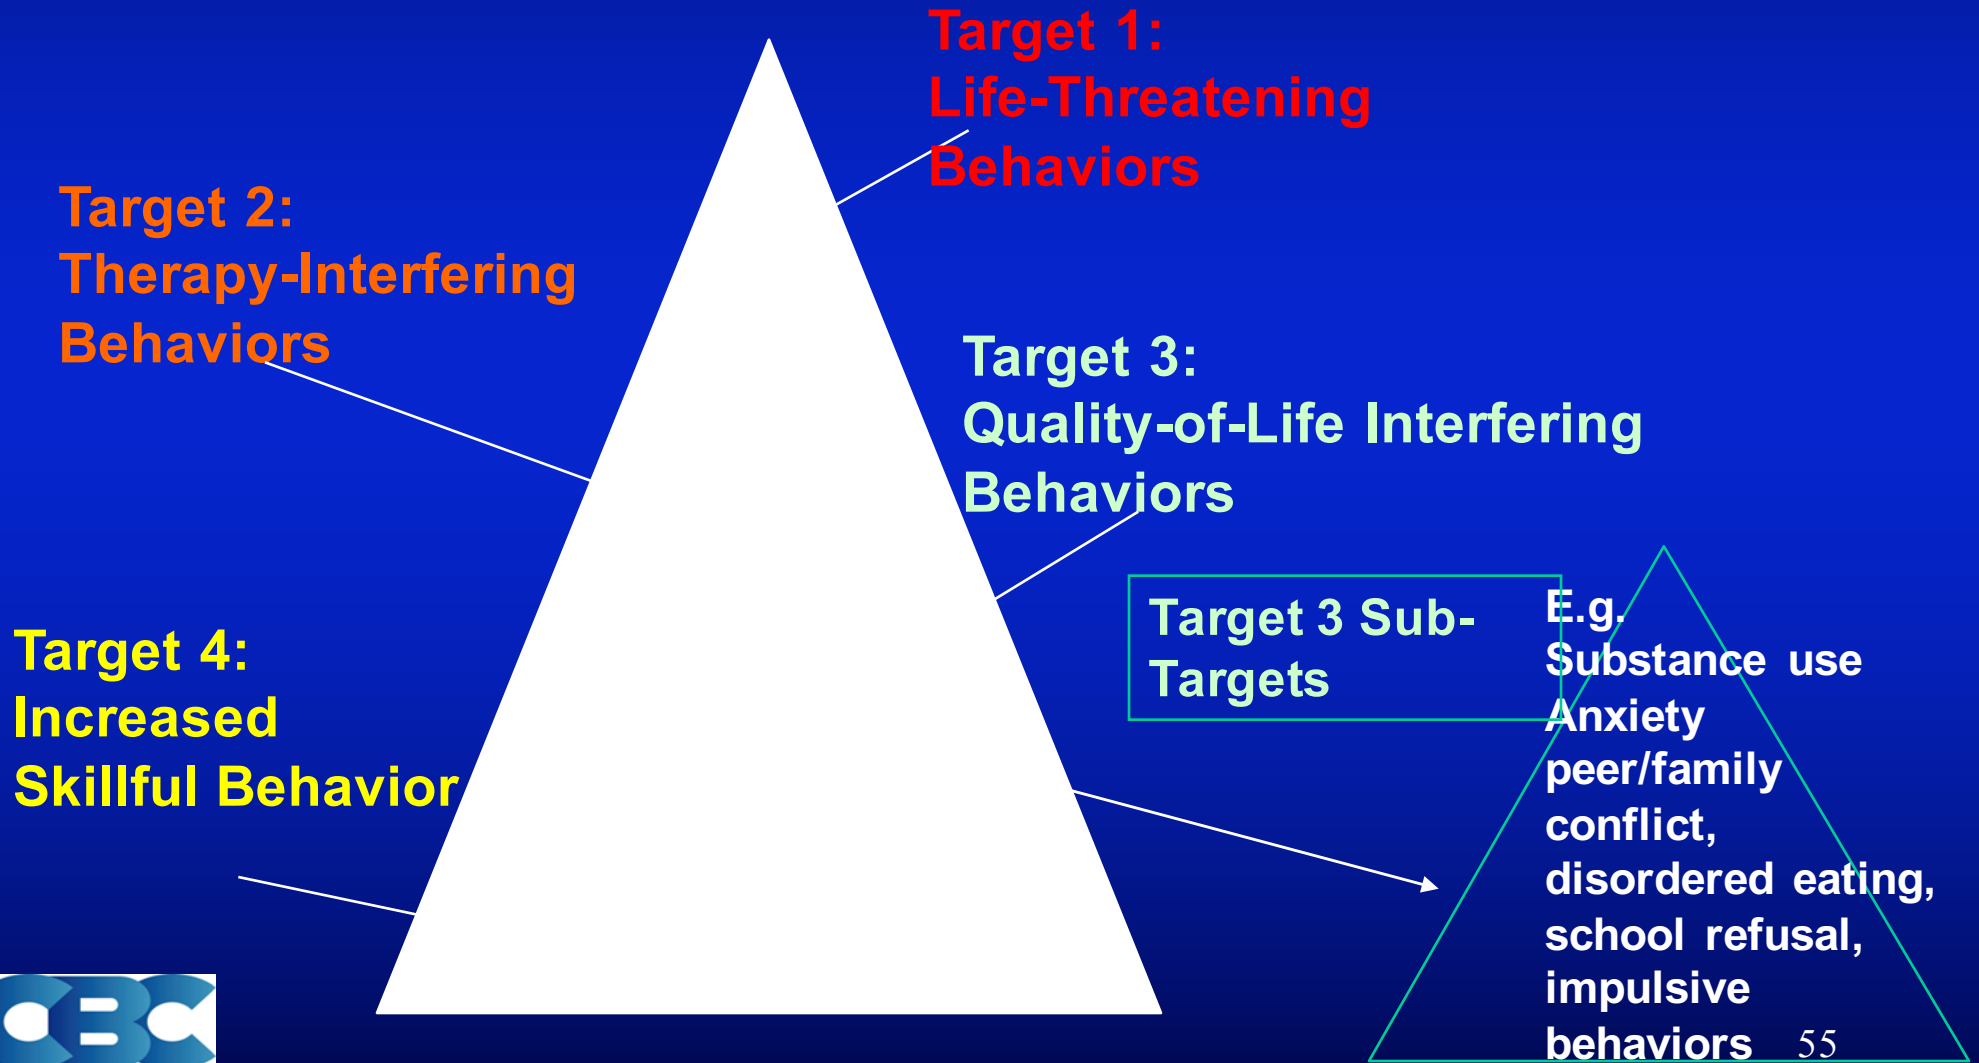 Target 1:
Life-Threatening
Behaviors
Target 2:
Therapy-Interfering
Behaviors
Target 3:
Quality-of-Life Interfering
Behaviors
Target 3 Sub-
Targets
E.g.
Substance use
Anxiety
peer/family
conflict,
disordered eating,
school refusal,
impulsive
behaviors
Target 4:
Increased
Skillful Behavior
CBC
55